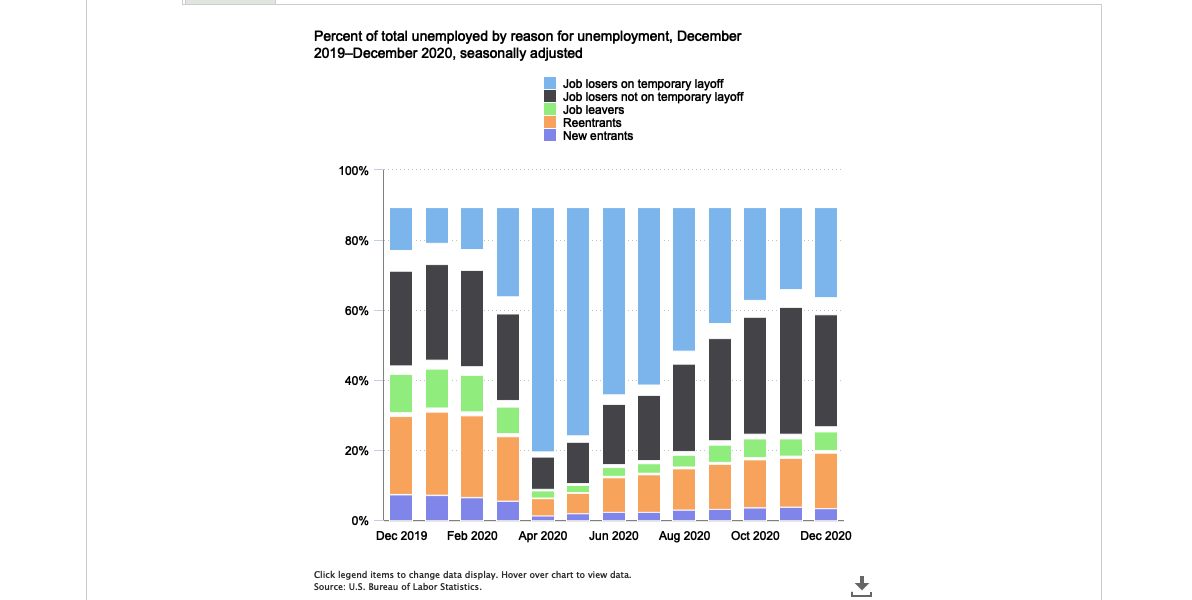 Percent of total unemployed by reason for unemployment, December
2019–December 2020, seasonally adjusted
Job losers on temporary layoff
Job losers not on temporary layoff
Job leavers
Reentrants
New entrants
100%
80%
60%
40%
20%
0%
Dec 2019 Feb 2020 Apr 2020 Jun 2020 Aug 2020 Oct 2020 Dec 2020
Click legend items to change data display. Hover over chart to view data.
Source: U.S. Bureau of Labor Statistics.